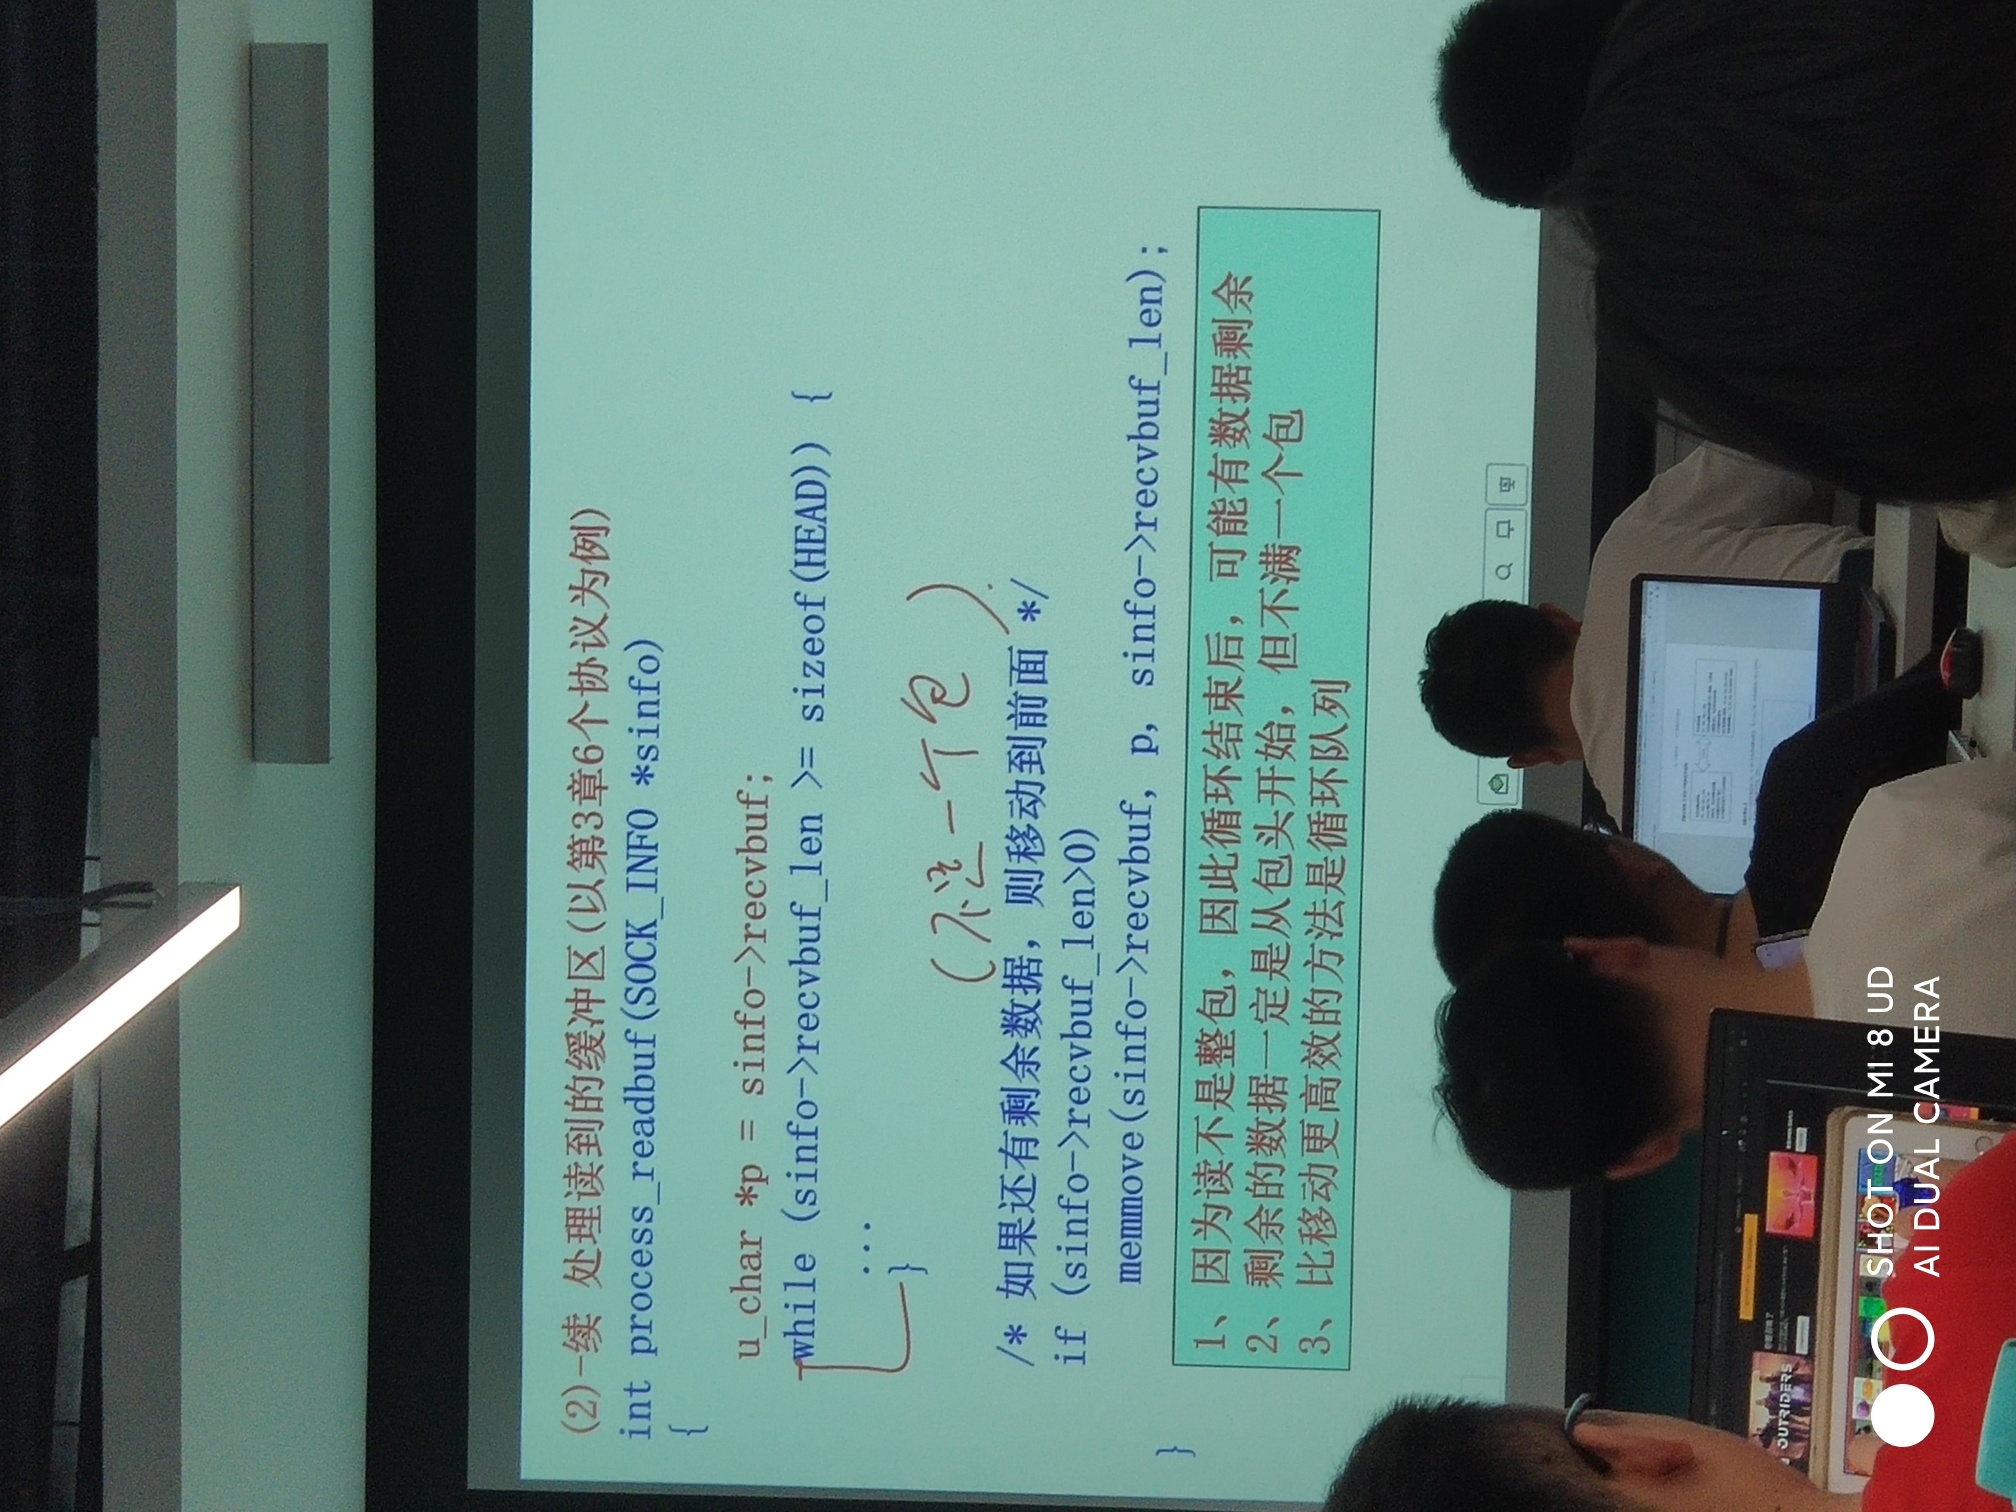 (2)-续 处理读到的缓冲区(以第3章6个协议为例)
int process_readbuf(SOCK_INFO *sinfo)
{
u_char *p = sinfo->recvbuf;
while (sinfo->recvbuf_len >= sizeof(HEAD)) {
...
}
(不是一个包)
/* 如果还有剩余数据，则移动到前面 */
if (sinfo->recvbuf_len>0)
memmove(sinfo->recvbuf, p, sinfo->recvbuf_len);
}
1、因为读不是整包，因此循环结束后，可能有数据剩余
2、剩余的数据一定是从包头开始，但不满一个包
3、比移动更高效的方法是循环队列
OUTRIDERS
SHOT ON MI 8 UD
AI DUAL CAMERA